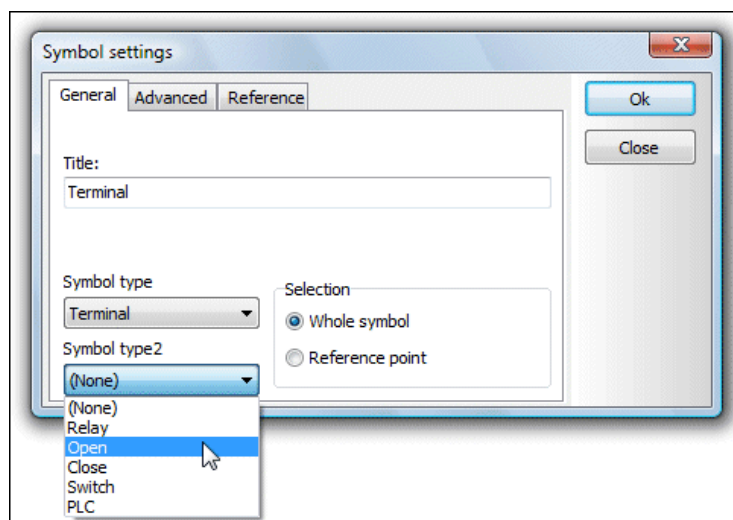 Symbol settings
General Advanced Reference
Ok
Close
Title:
Terminal
Symbol type
Terminal
Symbol type2
(None)
Selection
Whole symbol
Reference point
(None)
Relay
Open
Close
Switch
PLC